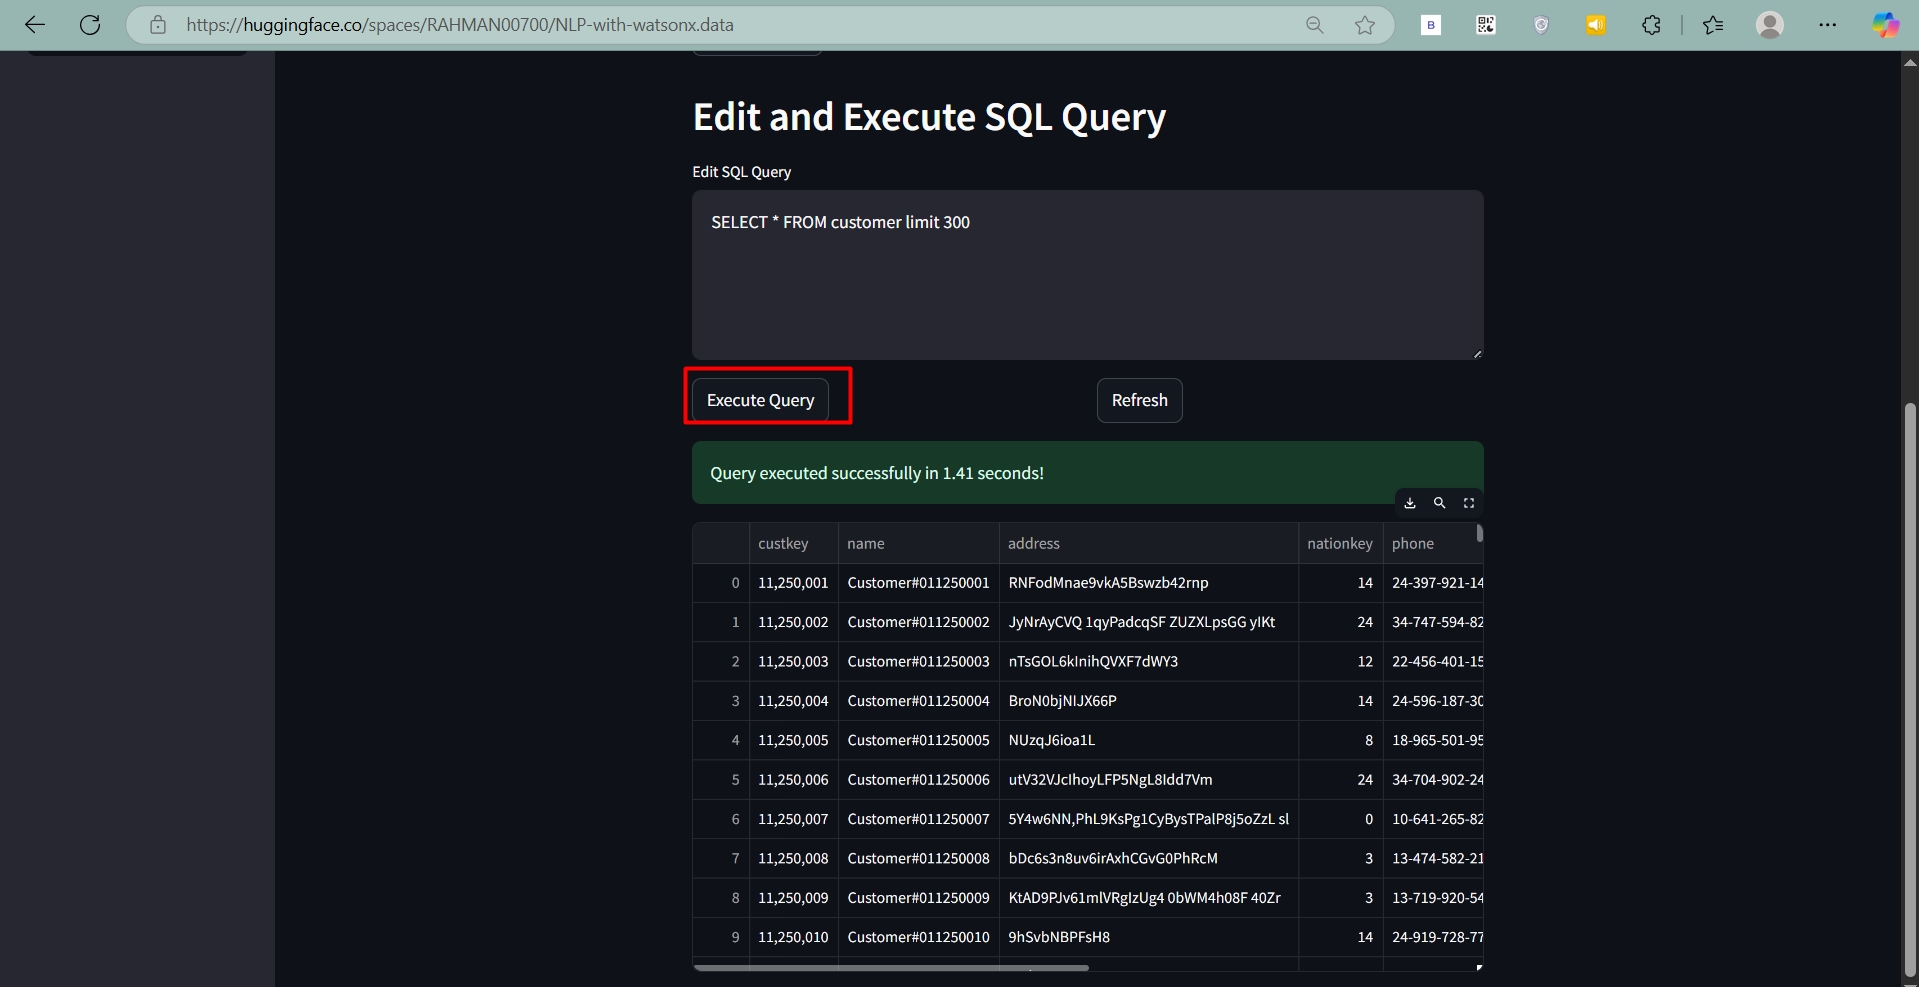 https://huggingface.co/spaces/RAHMAN00700/NLP-with-watsonx.data
B
Edit and Execute SQL Query
Edit SQL Query
SELECT * FROM customer limit 300
Execute Query
Refresh
Query executed successfully in 1.41 seconds!
custkey name address nationkey phone
0 11,250,001 Customer#011250001 RNFodMnae9vkA5Bswzb42rnp 14 24-397-921-14
1 11,250,002 Customer#011250002 JyNrAyCVQ 1qyPadcqSF ZUZXLpsGG yIKt 24 34-747-594-82
2 11,250,003 Customer#011250003 nTsGOL6kInihQVXF7dWY3 12 22-456-401-15
3 11,250,004 Customer#011250004 BroN0bjNIJX66P 14 24-596-187-30
4 11,250,005 Customer#011250005 NUzqJ6ioa1L 8 18-965-501-95
5 11,250,006 Customer#011250006 utV32VJclhoyLFP5NgL8Idd7Vm 24 34-704-902-24
6 11,250,007 Customer#011250007 5Y4w6NN,PhL9KsPg1CyBysTPalP8j5oZzL sl 0 10-641-265-82
7 11,250,008 Customer#011250008 bDc6s3n8uv6irAxhCGvG0PhRcM 3 13-474-582-21
8 11,250,009 Customer#011250009 KtAD9PJv61mlVRgIzUg4 0bWM4h08F 40Zr 3 13-719-920-54
9 11,250,010 Customer#011250010 9hSvbNBPFsH8 14 24-919-728-77